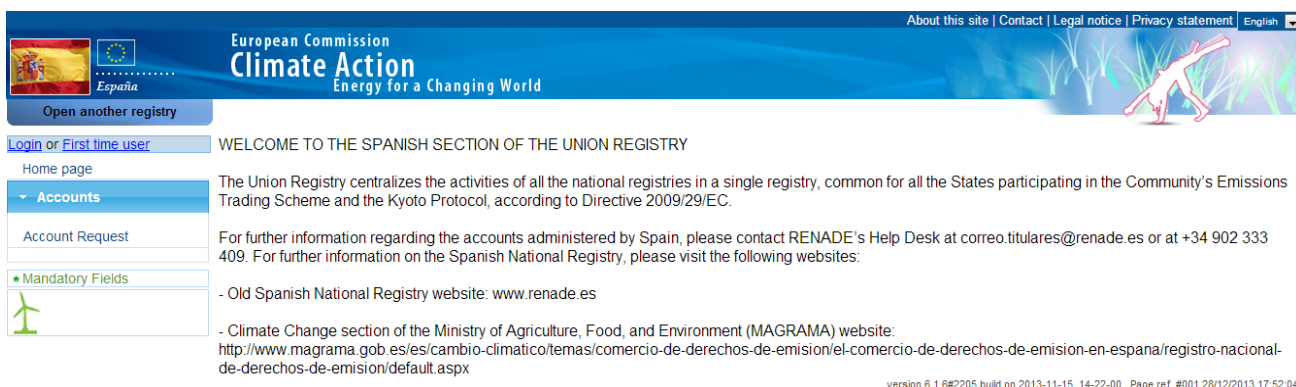 About this site | Contact | Legal notice | Privacy statement English
España
European Commission
Climate Action
Energy for a Changing World
Open another registry
Login or First time user
Home page
Accounts
Account Request
Mandatory Fields
WELCOME TO THE SPANISH SECTION OF THE UNION REGISTRY
The Union Registry centralizes the activities of all the national registries in a single registry, common for all the States participating in the Community's Emissions
Trading Scheme and the Kyoto Protocol, according to Directive 2009/29/EC.
For further information regarding the accounts administered by Spain, please contact RENADE's Help Desk at correo.titulares@renade.es or at +34 902 333
409. For further information on the Spanish National Registry, please visit the following websites:
- Old Spanish National Registry website: www.renade.es
- Climate Change section of the Ministry of Agriculture, Food, and Environment (MAGRAMA) website:
http://www.magrama.gob.es/es/cambio-climatico/temas/comercio-de-derechos-de-emision/el-comercio-de-derechos-de-emision-en-espana/registro-nacional-
de-derechos-de-emision/default.aspx
version 6.1.6#2205 build on 2013-11-15, 14-22-00 Page ref. #001 28/12/2013 17:52:04